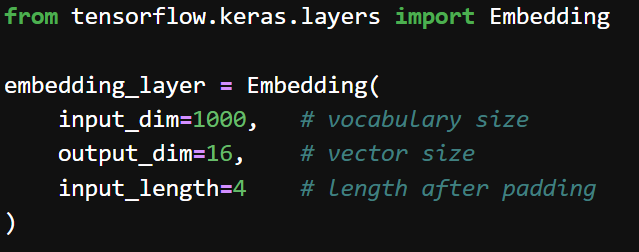 from tensorflow.keras.layers import Embedding
embedding_layer = Embedding(
    input_dim=1000,   # vocabulary size
    output_dim=16,    # vector size
    input_length=4    # length after padding
)